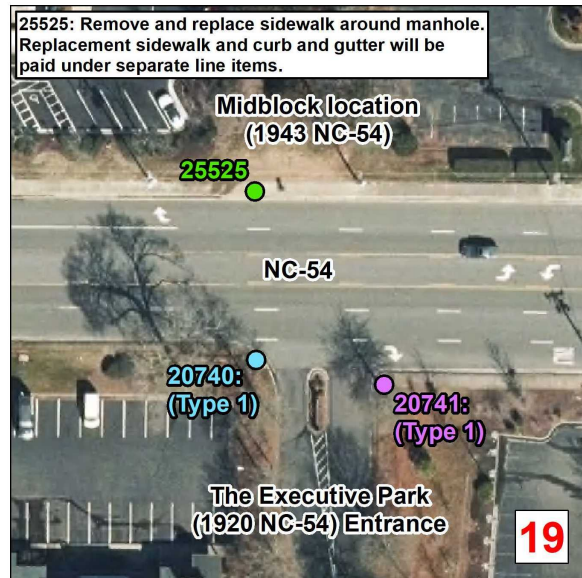 25525: Remove and replace sidewalk around manhole.
Replacement sidewalk and curb and gutter will be
paid under separate line items.
Midblock location
(1943 NC-54)
25525
NC-54
20740:
(Type 1)
20741:
(Type 1)
The Executive Park
(1920 NC-54) Entrance
19